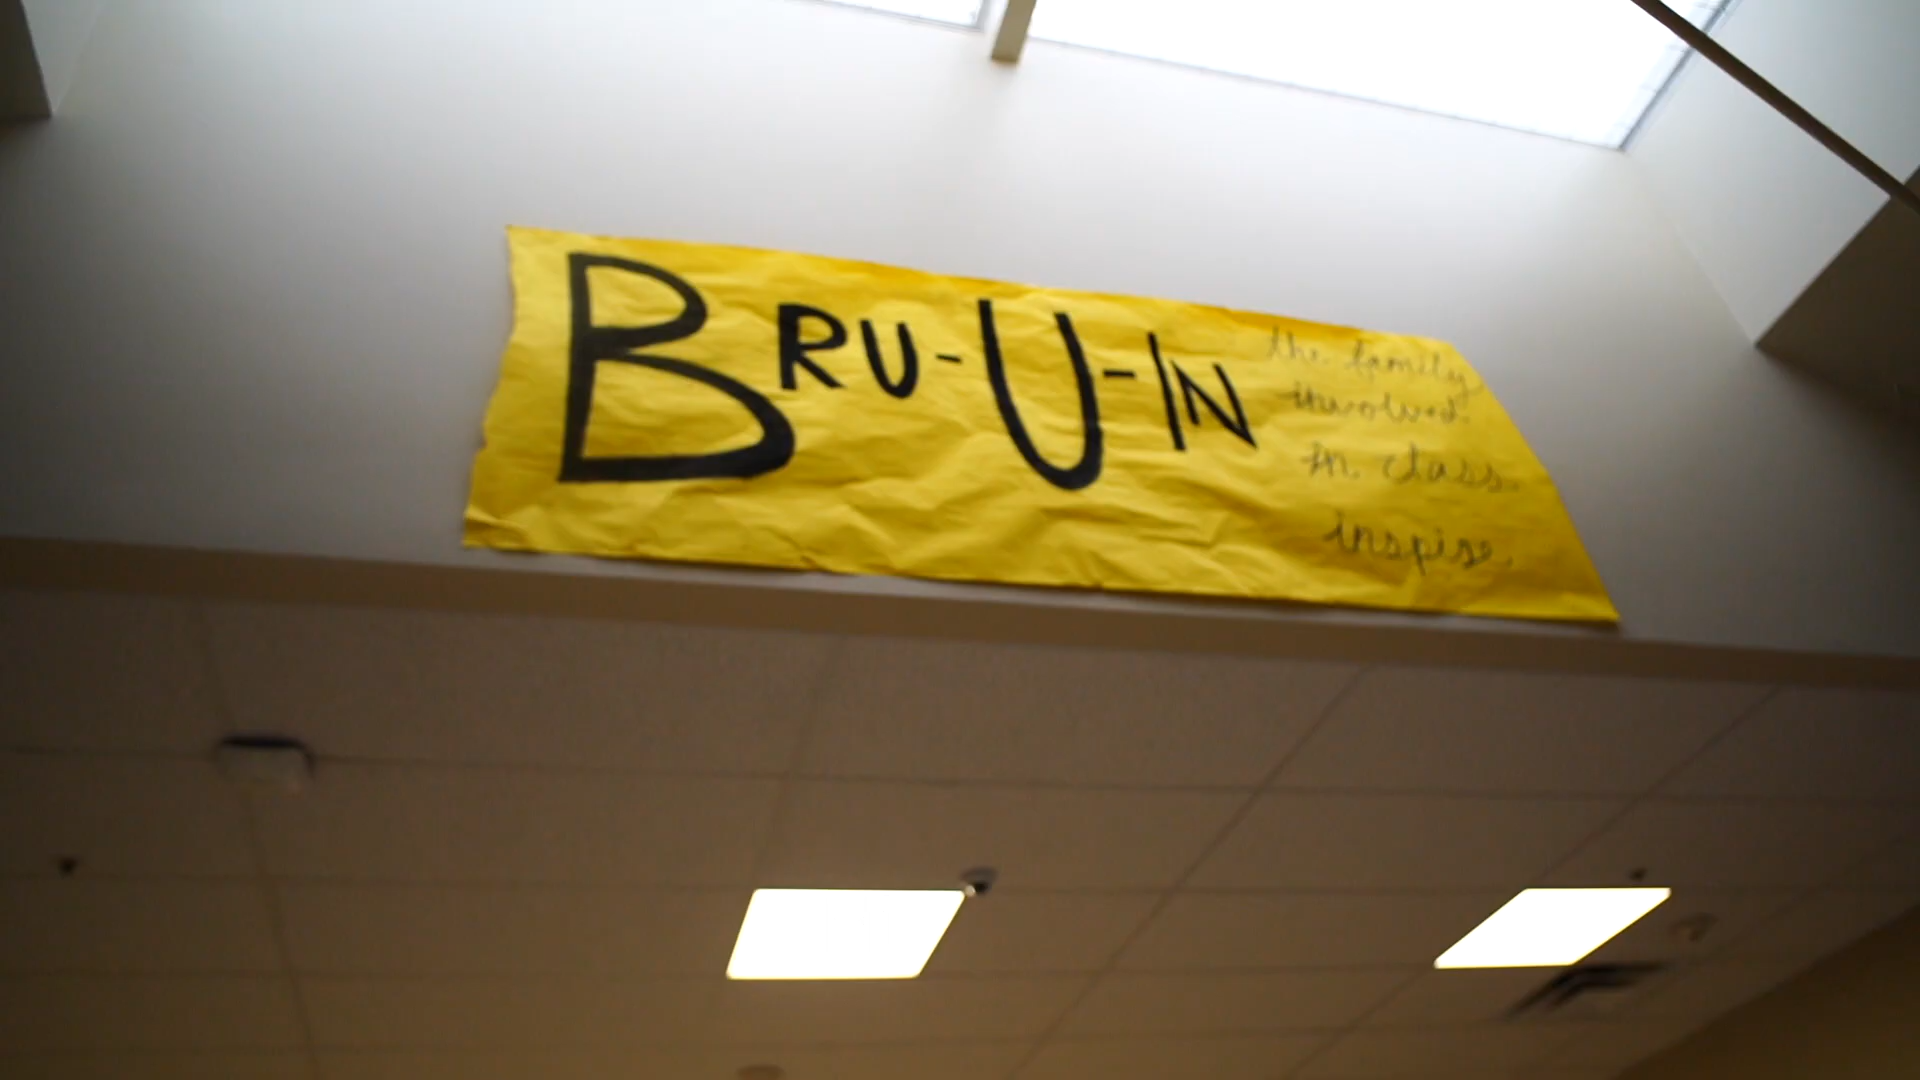 BRU-U-IN
the family
involved.
in class.
inspire.